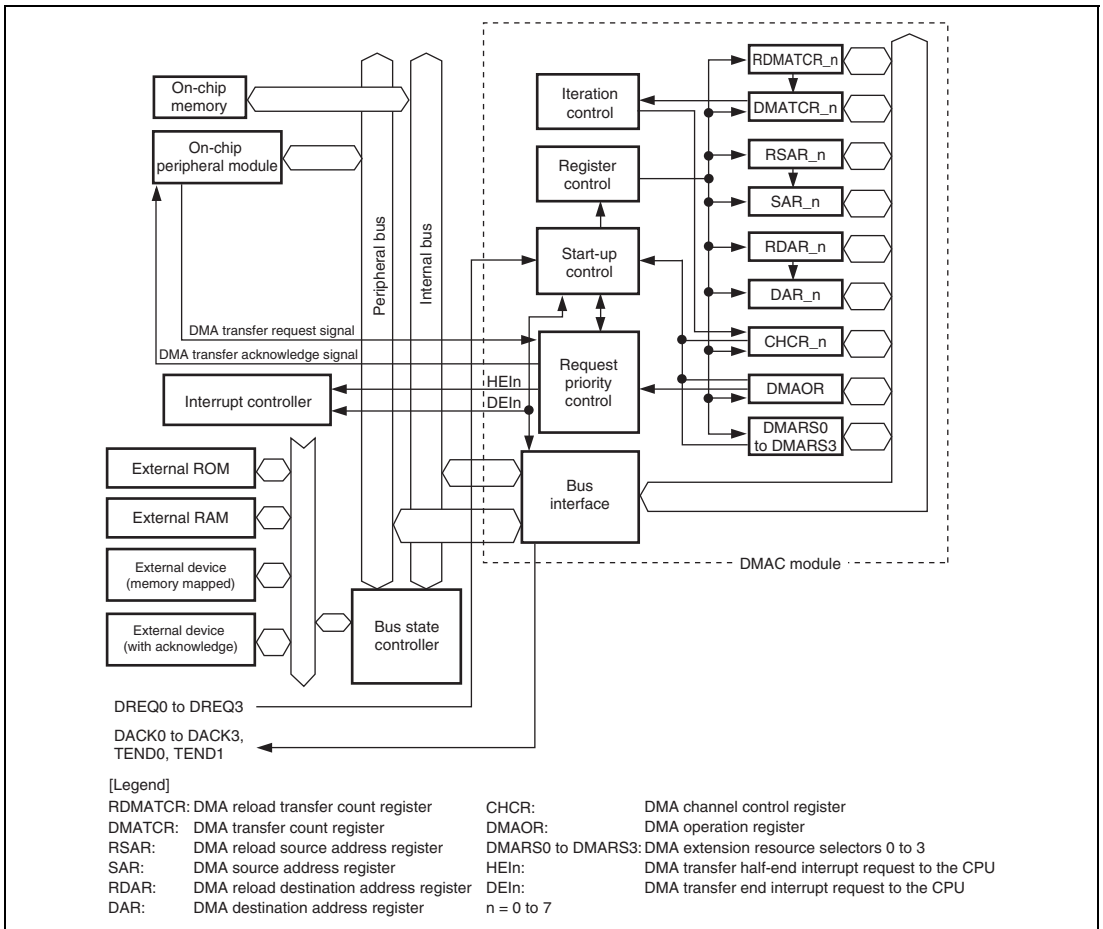 On-chip
memory
On-chip
peripheral module
Peripheral bus
Internal bus
Iteration
control
Register
control
Start-up
control
Request
priority
control
Bus
interface
RDMATCR_n
DMATCR_n
RSAR_n
SAR_n
RDAR_n
DAR_n
CHCR_n
DMAOR
DMARS0
to DMARS3
DMA transfer request signal
DMA transfer acknowledge signal
HEIn
DEIn
Interrupt controller
External ROM
External RAM
External device
(memory mapped)
External device
(with acknowledge)
Bus state
controller
DMAC module
DREQ0 to DREQ3
DACK0 to DACK3,
TEND0, TEND1
[Legend]
RDMATCR: DMA reload transfer count register
DMATCR: DMA transfer count register
RSAR: DMA reload source address register
SAR: DMA source address register
RDAR: DMA reload destination address register
DAR: DMA destination address register
CHCR: DMA channel control register
DMAOR: DMA operation register
DMARS0 to DMARS3: DMA extension resource selectors 0 to 3
HEIn: DMA transfer half-end interrupt request to the CPU
DEIn: DMA transfer end interrupt request to the CPU
n = 0 to 7